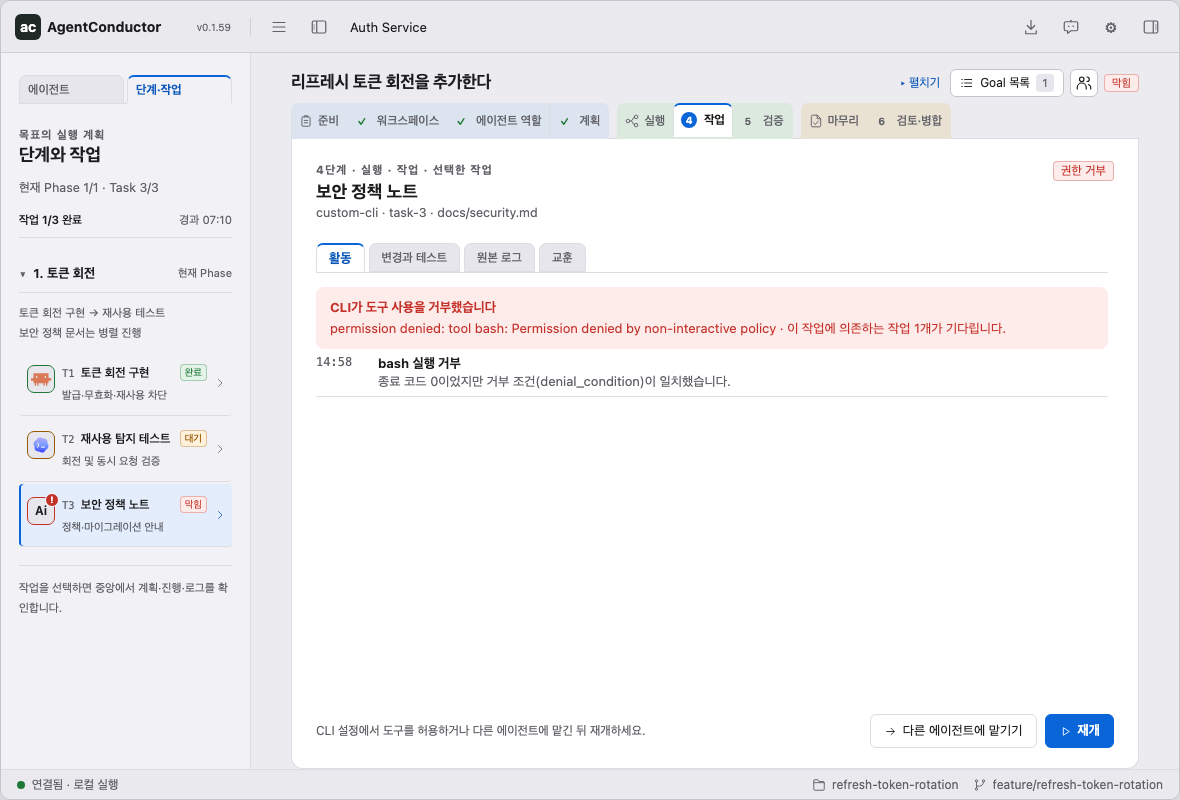 ac AgentConductor v0.1.59 Auth Service
에이전트 단계·작업
목표의 실행 계획
단계와 작업
현재 Phase 1/1 · Task 3/3
작업 1/3 완료 경과 07:10
▾ 1. 토큰 회전 현재 Phase
토큰 회전 구현 → 재사용 테스트
보안 정책 문서는 병렬 진행
T1 토큰 회전 구현 완료
발급·무효화·재사용 차단
T2 재사용 탐지 테스트 대기
회전 및 동시 요청 검증
Ai ! T3 보안 정책 노트 막힘
정책·마이그레이션 안내
작업을 선택하면 중앙에서 계획·진행·로그를 확
인합니다.
리프레시 토큰 회전을 추가한다 ▸ 펼치기 Goal 목록 1 막힘
준비 ✓ 워크스페이스 ✓ 에이전트 역할 ✓ 계획 실행 4 작업 5 검증 마무리 6 검토·병합
4단계 · 실행 · 작업 · 선택한 작업
보안 정책 노트 권한 거부
custom-cli · task-3 · docs/security.md
활동 변경과 테스트 원본 로그 교훈
CLI가 도구 사용을 거부했습니다
permission denied: tool bash: Permission denied by non-interactive policy · 이 작업에 의존하는 작업 1개가 기다립니다.
14:58 bash 실행 거부
종료 코드 0이었지만 거부 조건(denial_condition)이 일치했습니다.
CLI 설정에서 도구를 허용하거나 다른 에이전트에 맡긴 뒤 재개하세요. → 다른 에이전트에 맡기기 ▷ 재개
연결됨 · 로컬 실행 refresh-token-rotation feature/refresh-token-rotation